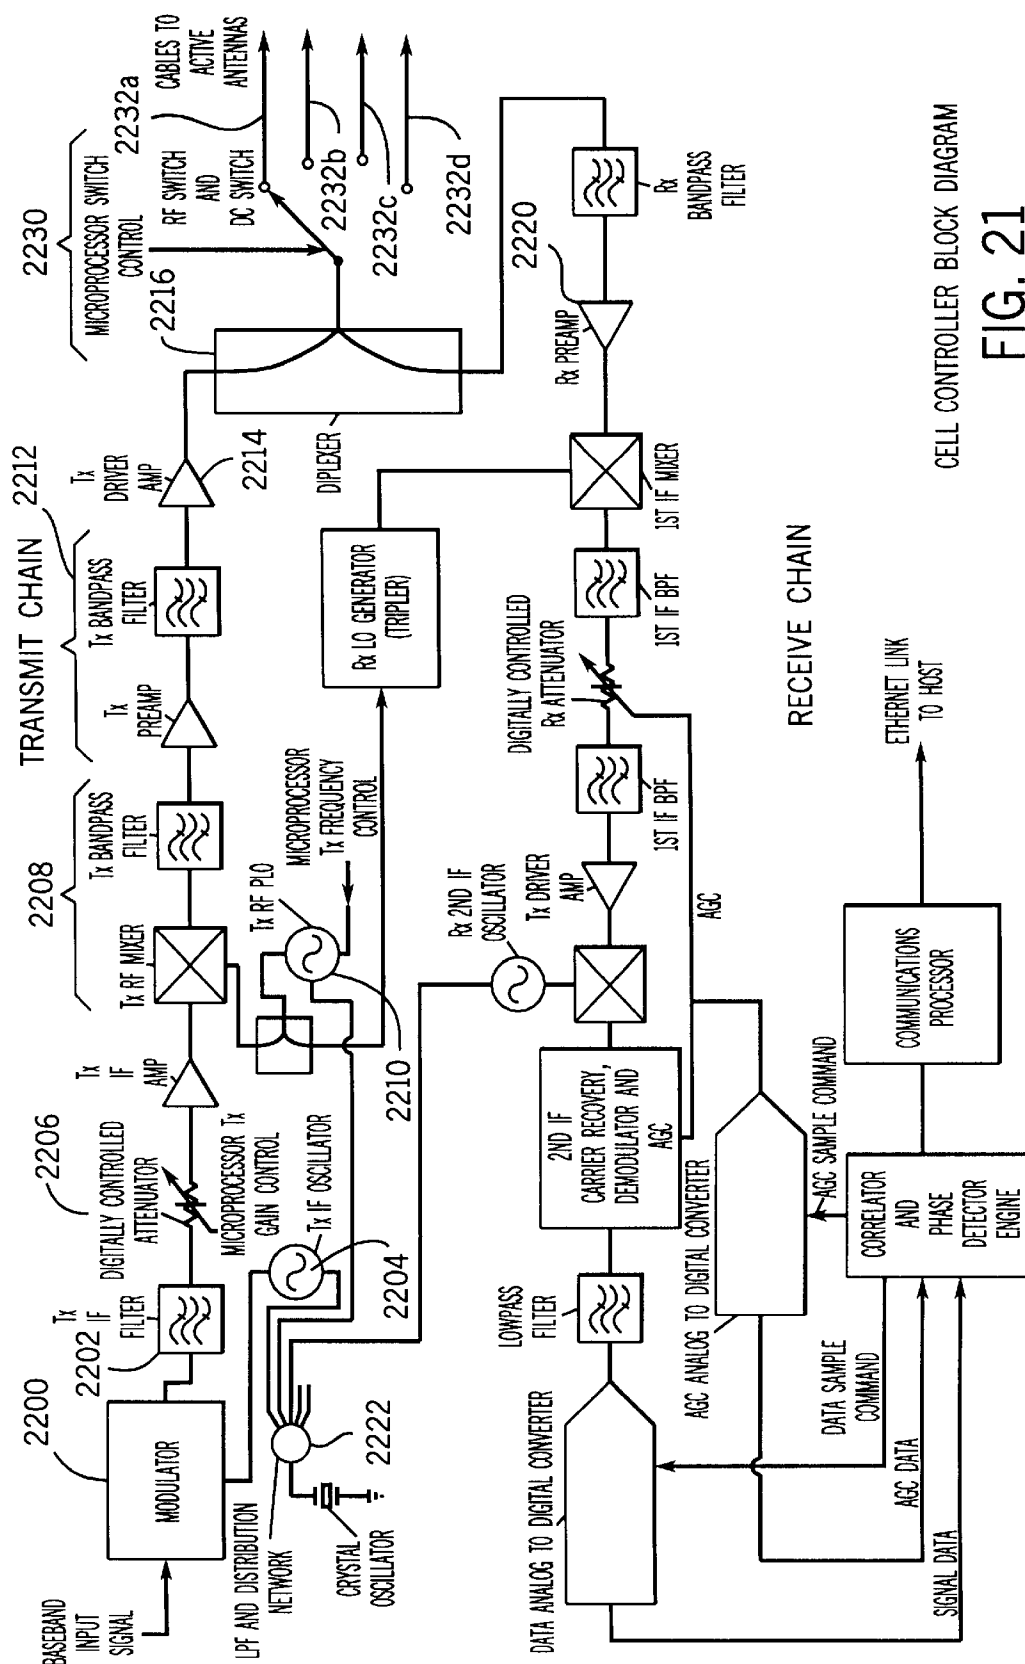 2230
MICROPROCESSOR SWITCH
CONTROL
2232a
CABLES TO
ACTIVE
ANTENNAS
RF SWITCH
AND
DC SWITCH
2232b
2232c
2232d
2216
DIPLEXER
TRANSMIT CHAIN
2212
Tx
DRIVER
AMP
2214
Tx BANDPASS
FILTER
Tx
PREAMP
2208
Tx BANDPASS
FILTER
Tx RF MIXER
Tx
IF
AMP
2206
DIGITALLY CONTROLLED
ATTENUATOR
MICROPROCESSOR Tx
GAIN CONTROL
Tx
IF
FILTER
2202
2200
MODULATOR
BASEBAND
INPUT
SIGNAL
Tx IF OSCILLATOR
2204
LPF AND DISTRIBUTION
NETWORK
2222
CRYSTAL
OSCILLATOR
Tx RF PLO
2210
MICROPROCESSOR
Tx FREQUENCY
CONTROL
Rx LO GENERATOR
(TRIPLER)
Rx
BANDPASS
FILTER
2220
Rx PREAMP
1ST IF MIXER
1ST IF BPF
DIGITALLY CONTROLLED
Rx ATTENUATOR
1ST IF BPF
Tx DRIVER
AMP
Rx 2ND IF
OSCILLATOR
AGC
2ND IF
CARRIER RECOVERY,
DEMODULATOR AND
AGC
LOWPASS
FILTER
DATA ANALOG TO DIGITAL CONVERTER
AGC ANALOG TO DIGITAL CONVERTER
RECEIVE CHAIN
ETHERNET LINK
TO HOST
COMMUNICATIONS
PROCESSOR
AGC SAMPLE COMMAND
CORRELATOR
AND
PHASE
DETECTOR
ENGINE
DATA SAMPLE
COMMAND
AGC DATA
SIGNAL DATA
CELL CONTROLLER BLOCK DIAGRAM
FIG. 21